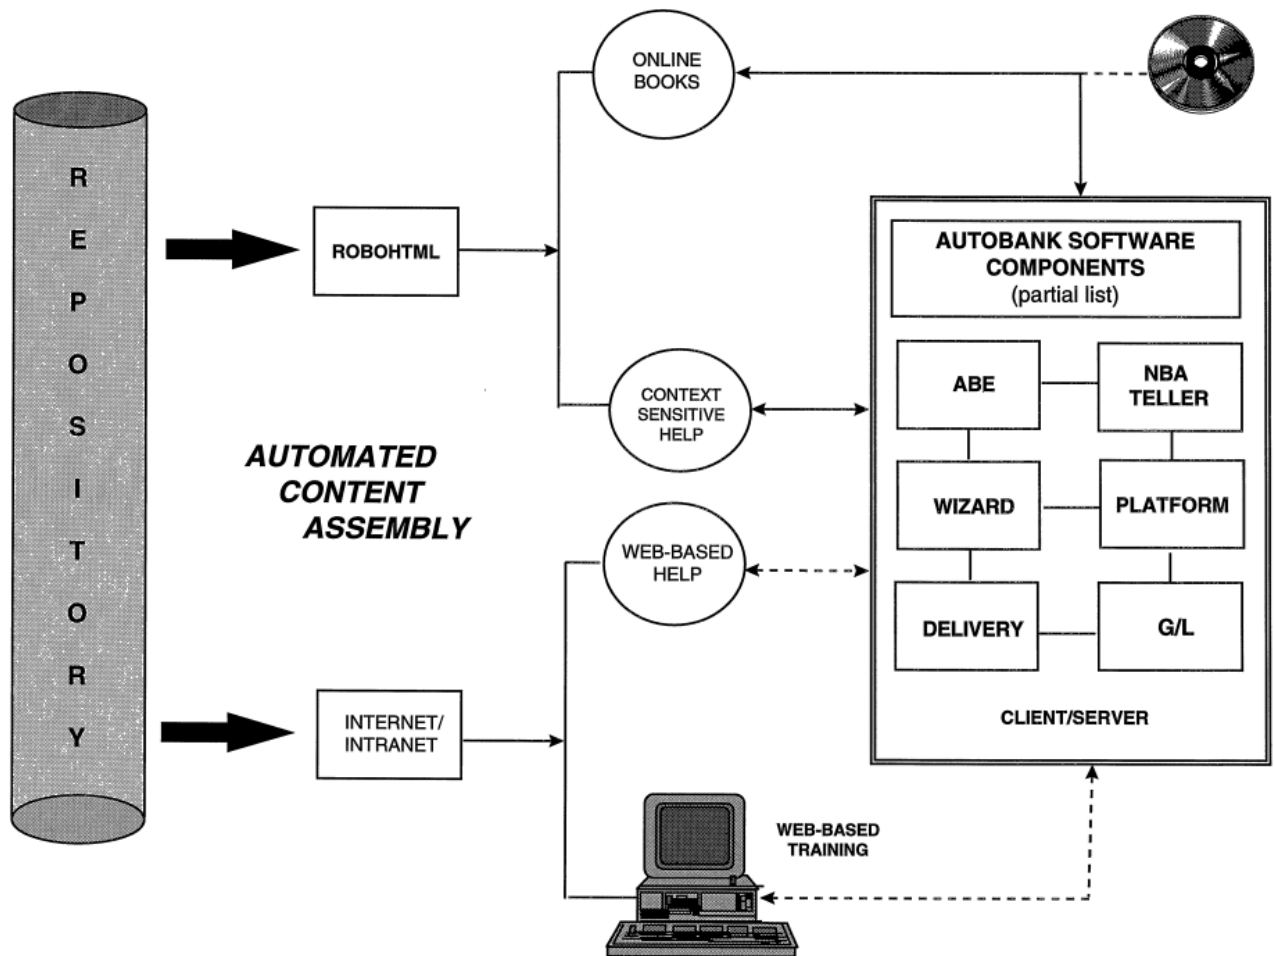 R
E
P
O
S
I
T
O
R
Y
ROBOHTML
AUTOMATED
CONTENT
ASSEMBLY
INTERNET/
INTRANET
ONLINE
BOOKS
CONTEXT
SENSITIVE
HELP
WEB-BASED
HELP
WEB-BASED
TRAINING
AUTOBANK SOFTWARE
COMPONENTS
(partial list)
ABE
NBA
TELLER
WIZARD
PLATFORM
DELIVERY
G/L
CLIENT/SERVER